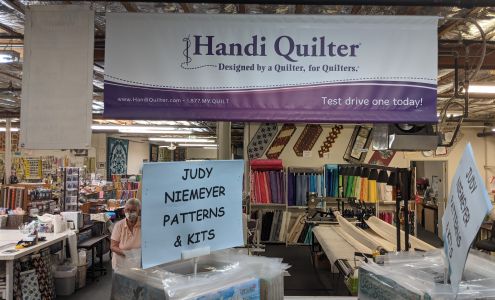 Handi Quilter®
Designed by a Quilter, for Quilters.®
www.HandiQuilter.com • 1.877.MY.QUILT
Test drive one today!
JUDY
NIEMEYER
PATTERNS
& KITS
JUDY
NIEMEYER